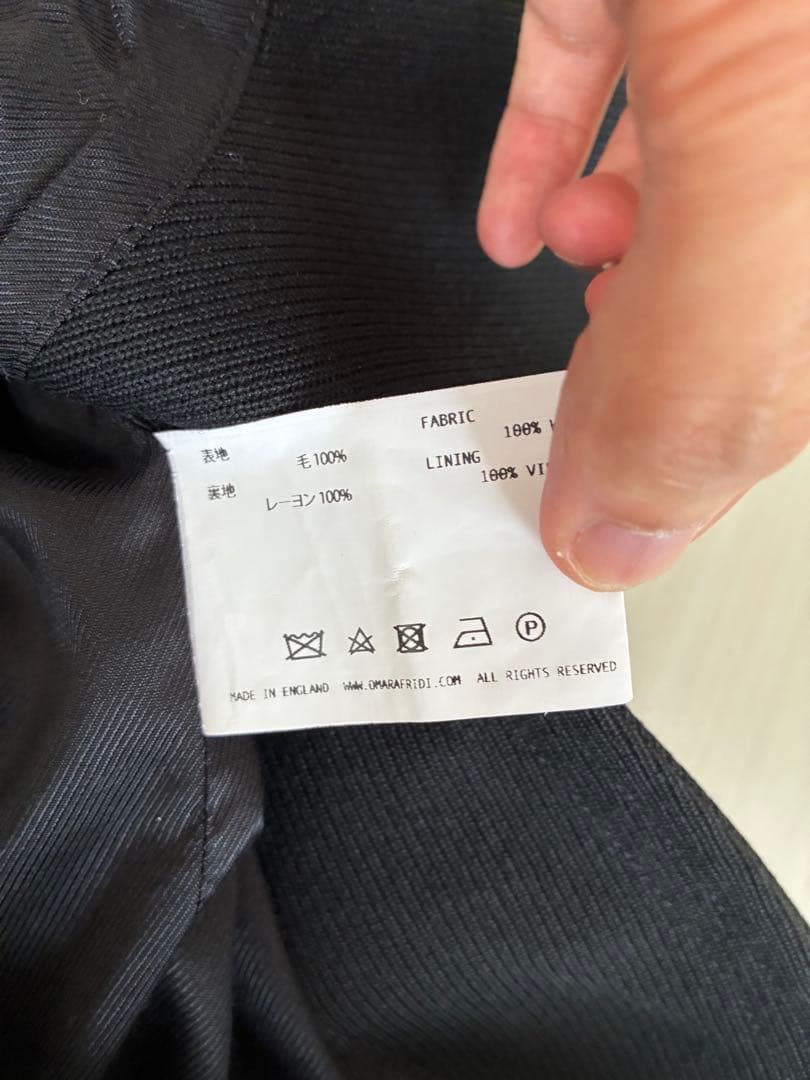 表地 毛100%
裏地 レーヨン100%
FABRIC
100%
LINING
100%
P
MADE IN ENGLAND WWW.OMARAFRIDI.COM ALL RIGHTS RESERVED